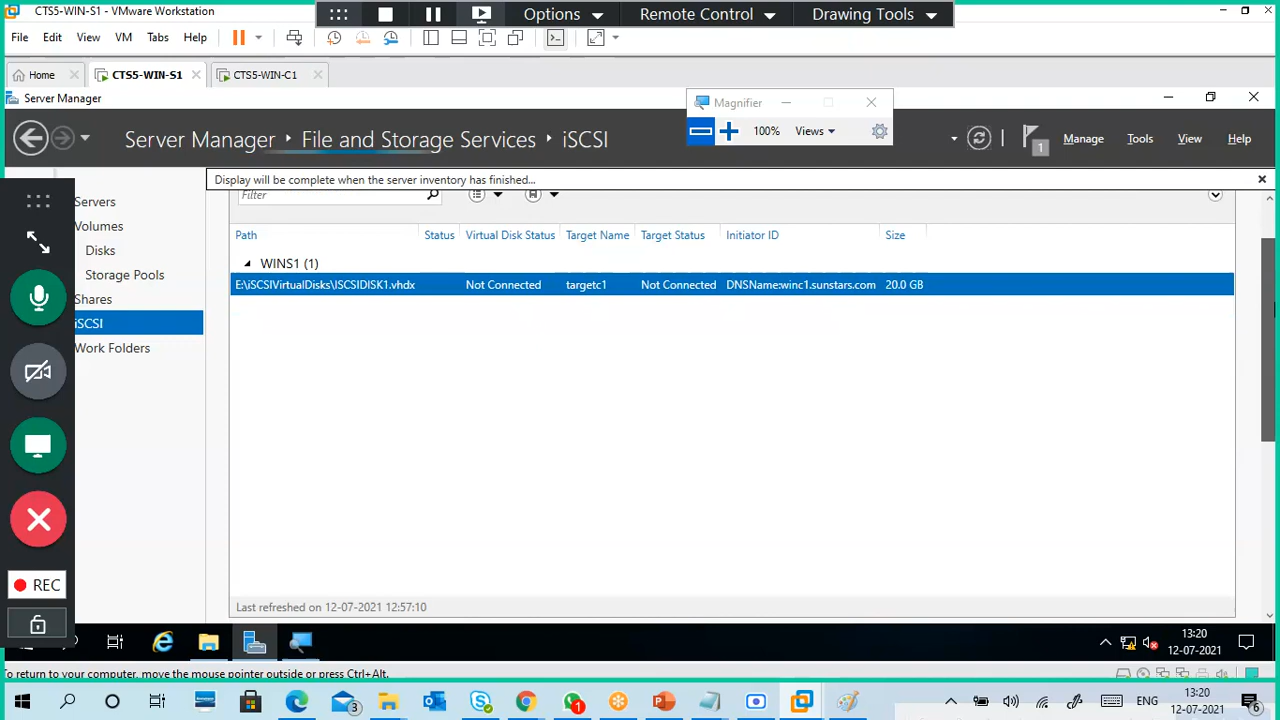 CTS5-WIN-S1 - VMware Workstation
Options
Remote Control
Drawing Tools
File Edit View VM Tabs Help
Home
CTS5-WIN-S1
CTS5-WIN-C1
Server Manager
Magnifier
100% Views
Server Manager File and Storage Services iSCSI
1
Manage Tools View Help
Display will be complete when the server inventory has finished...
Servers
Volumes
Disks
Storage Pools
Shares
iSCSI
Work Folders
Filter
Path Status Virtual Disk Status Target Name Target Status Initiator ID Size
WINS1 (1)
E:\iSCSIVirtualDisks\ISCSIDISK1.vhdx Not Connected targetc1 Not Connected DNSName:winc1.sunstars.com 20.0 GB
Last refreshed on 12-07-2021 12:57:10
REC
13:20
12-07-2021
To return to your computer, move the mouse pointer outside or press Ctrl+Alt.
3
1
ENG
13:20
12-07-2021
6